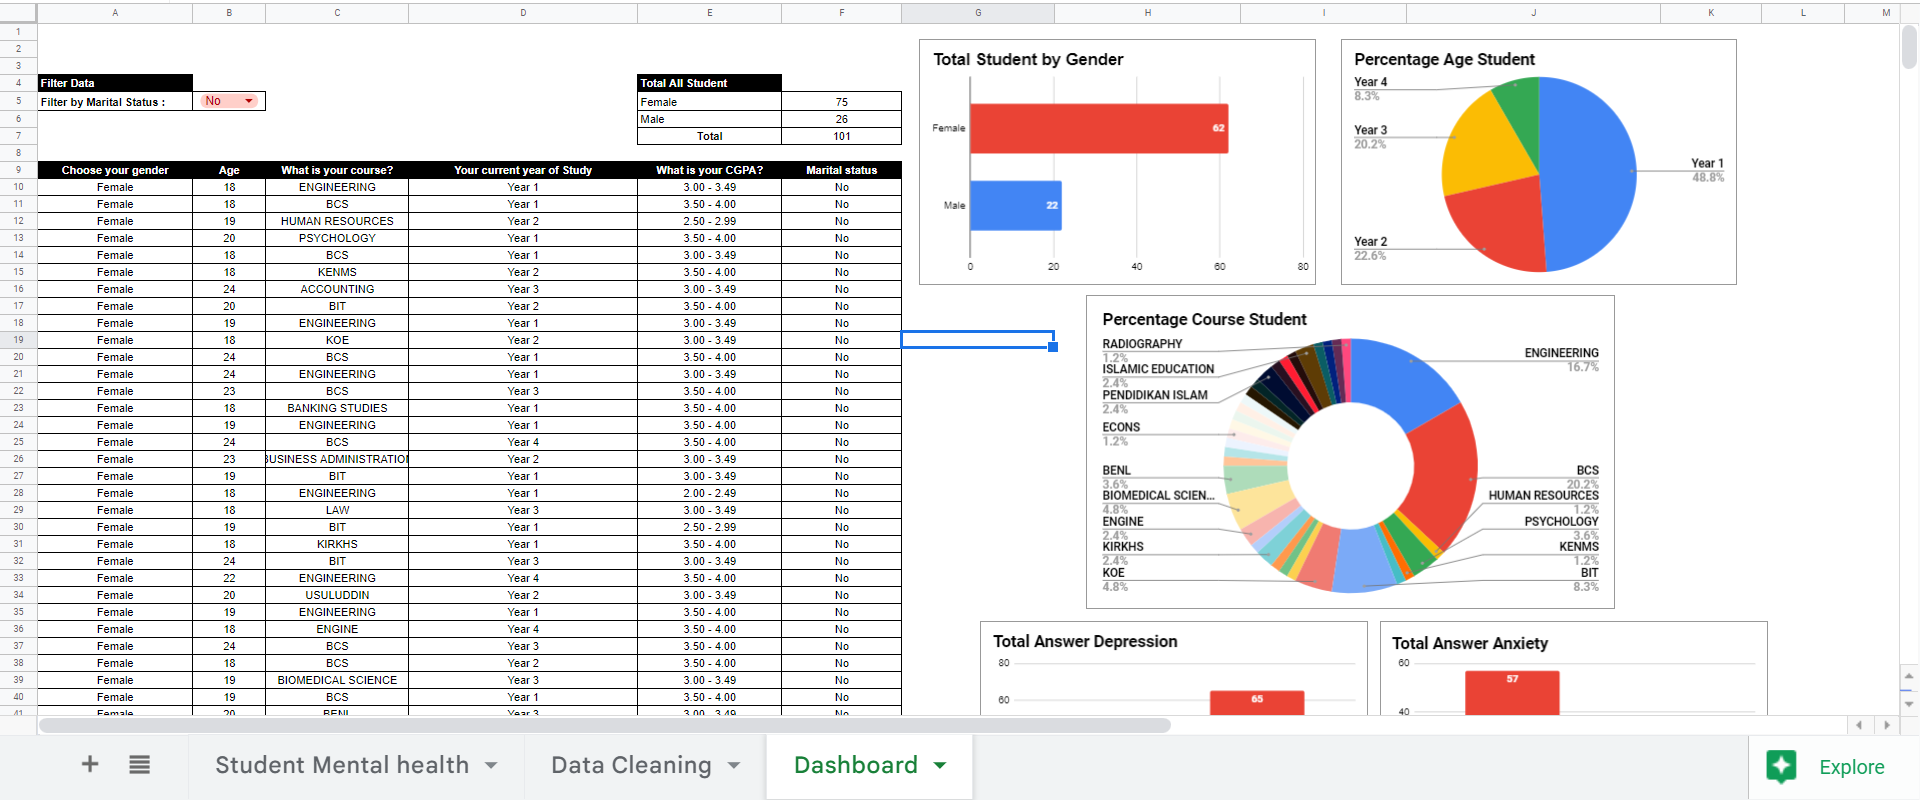 A B C D E F G H I J K L M
1
2
3
4 Filter Data Total All Student
5 Filter by Marital Status : No Female 75
6 Male 26
7 Total 101
8
9 Choose your gender Age What is your course? Your current year of Study What is your CGPA? Marital status
10 Female 18 ENGINEERING Year 1 3.00 - 3.49 No
11 Female 18 BCS Year 1 3.50 - 4.00 No
12 Female 19 HUMAN RESOURCES Year 2 2.50 - 2.99 No
13 Female 20 PSYCHOLOGY Year 1 3.50 - 4.00 No
14 Female 18 BCS Year 1 3.00 - 3.49 No
15 Female 18 KENMS Year 2 3.50 - 4.00 No
16 Female 24 ACCOUNTING Year 3 3.00 - 3.49 No
17 Female 20 BIT Year 2 3.50 - 4.00 No
18 Female 19 ENGINEERING Year 1 3.00 - 3.49 No
19 Female 18 KOE Year 2 3.00 - 3.49 No
20 Female 24 BCS Year 1 3.50 - 4.00 No
21 Female 24 ENGINEERING Year 1 3.00 - 3.49 No
22 Female 23 BCS Year 3 3.50 - 4.00 No
23 Female 18 BANKING STUDIES Year 1 3.50 - 4.00 No
24 Female 19 ENGINEERING Year 1 3.50 - 4.00 No
25 Female 24 BCS Year 4 3.50 - 4.00 No
26 Female 23 BUSINESS ADMINISTRATION Year 2 3.00 - 3.49 No
27 Female 19 BIT Year 1 3.00 - 3.49 No
28 Female 18 ENGINEERING Year 1 2.00 - 2.49 No
29 Female 18 LAW Year 3 3.00 - 3.49 No
30 Female 19 BIT Year 1 2.50 - 2.99 No
31 Female 18 KIRKHS Year 1 3.50 - 4.00 No
32 Female 24 BIT Year 3 3.00 - 3.49 No
33 Female 22 ENGINEERING Year 4 3.50 - 4.00 No
34 Female 20 USULUDDIN Year 2 3.00 - 3.49 No
35 Female 19 ENGINEERING Year 1 3.50 - 4.00 No
36 Female 18 ENGINE Year 4 3.50 - 4.00 No
37 Female 24 BCS Year 3 3.50 - 4.00 No
38 Female 18 BCS Year 2 3.50 - 4.00 No
39 Female 19 BIOMEDICAL SCIENCE Year 3 3.00 - 3.49 No
40 Female 19 BCS Year 1 3.50 - 4.00 No
41 Female 20 BENL Year 3 3.00 - 3.49 No
Total Student by Gender
Female 62
Male 22
0 20 40 60 80
Percentage Age Student
Year 4
8.3%
Year 3
20.2%
Year 1
48.8%
Year 2
22.6%
Percentage Course Student
RADIOGRAPHY
1.2%
ISLAMIC EDUCATION
2.4%
PENDIDIKAN ISLAM
2.4%
ECONS
1.2%
BENL
3.6%
BIOMEDICAL SCIEN...
4.8%
ENGINE
2.4%
KIRKHS
2.4%
KOE
4.8%
ENGINEERING
16.7%
BCS
20.2%
HUMAN RESOURCES
1.2%
PSYCHOLOGY
3.6%
KENMS
1.2%
BIT
8.3%
Total Answer Depression
80
60
65
Total Answer Anxiety
60
57
40
Student Mental health Data Cleaning Dashboard Explore